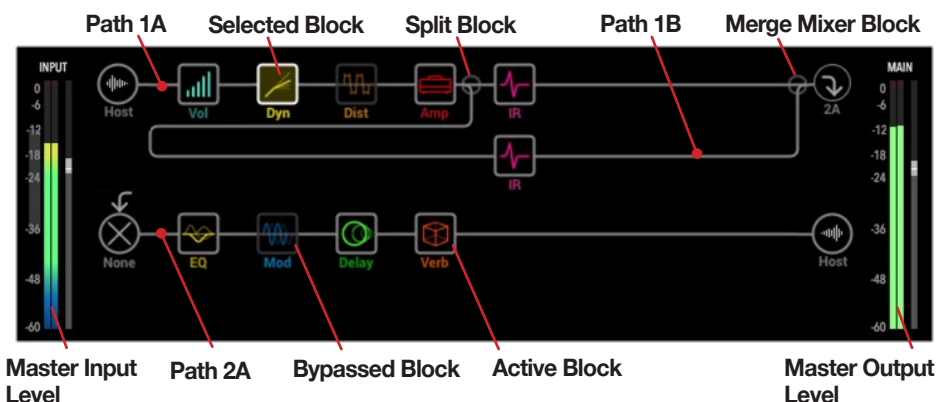 Path 1A Selected Block Split Block Path 1B Merge Mixer Block
INPUT MAIN
0 0
-6 -6
Host Vol Dyn Dist Amp IR 2A
-12 -12
-18 -18
-24 -24
IR
-36 -36
None EQ Mod Delay Verb Host
-48 -48
-60 -60
Master Input Path 2A Bypassed Block Active Block Master Output
Level Level